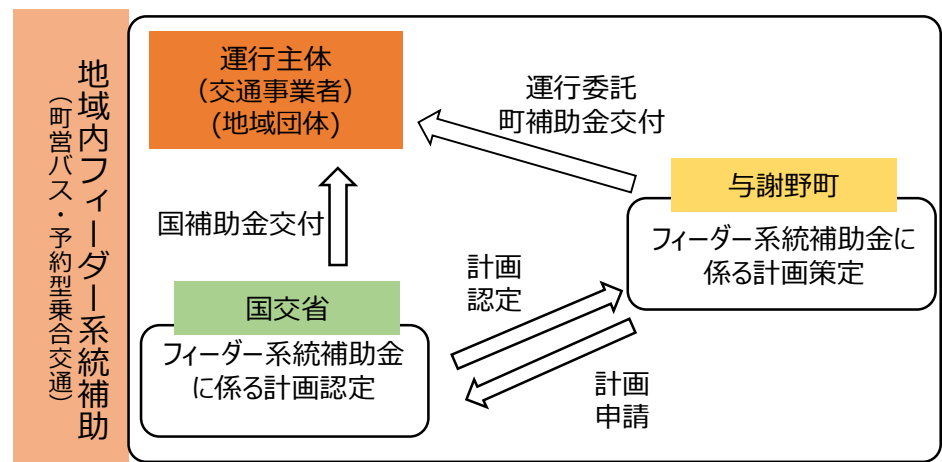 地域内フィーダー系統補助
（町営バス・予約型乗合交通）
運行主体
（交通事業者）
(地域団体)
運行委託
町補助金交付
与謝野町
フィーダー系統補助金に
係る計画策定
国補助金交付
計画
認定
国交省
フィーダー系統補助金
に係る計画認定
計画
申請